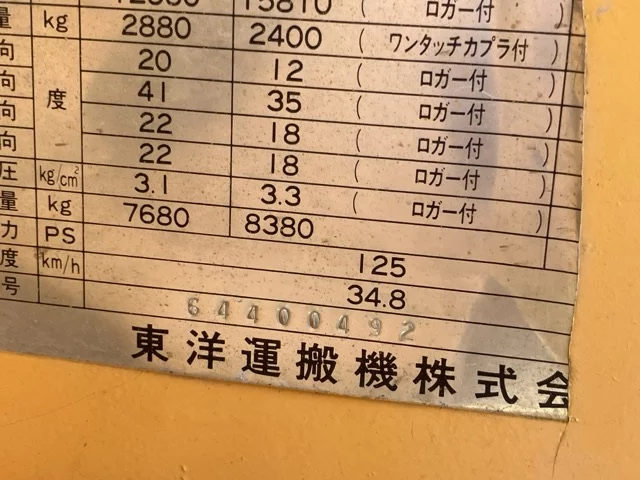 15810 ( ロガー付
量 kg 2880 2400 ( ワンタッチカプラ付 )
向 度 20 12 ( ロガー付 )
向 41 35 ( ロガー付 )
向 22 18 ( ロガー付 )
向 22 18 ( ロガー付 )
圧 kg/cm² 3.1 3.3 ( ロガー付 )
量 kg 7680 8380
力 PS 125
度 km/h 34.8
号 64400492
東洋運搬機株式会